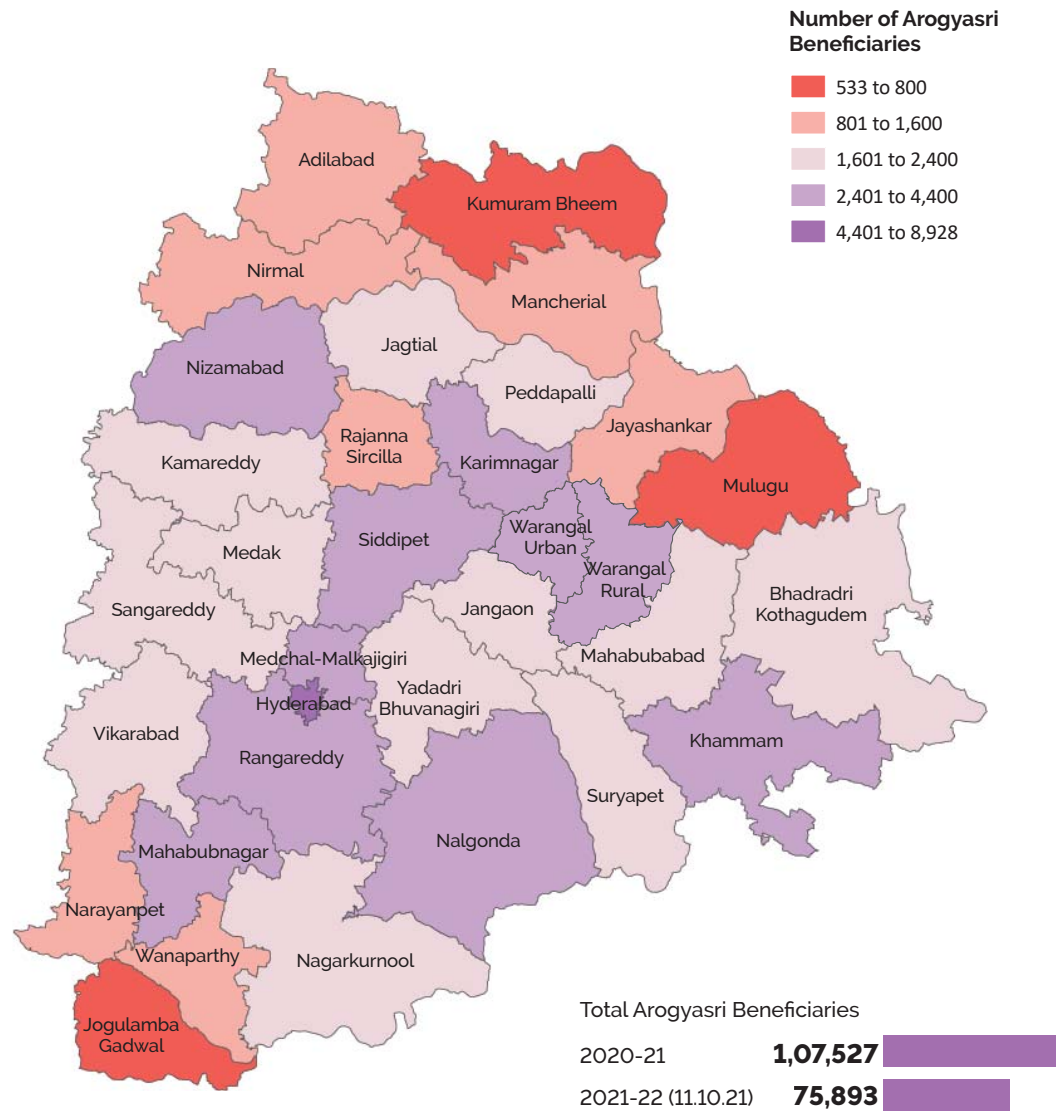 Number of Arogyasri
Beneficiaries
533 to 800
801 to 1,600
1,601 to 2,400
2,401 to 4,400
4,401 to 8,928
Adilabad
Kumuram Bheem
Nirmal
Mancherial
Jagtial
Nizamabad
Peddapalli
Jayashankar
Rajanna
Sircilla
Kamareddy
Karimnagar
Mulugu
Siddipet
Warangal
Urban
Medak
Warangal
Rural
Bhadradri
Kothagudem
Sangareddy
Jangaon
Mahabubabad
Medchal-Malkajigiri
Yadadri
Bhuvanagiri
Hyderabad
Vikarabad
Khammam
Rangareddy
Suryapet
Nalgonda
Mahabubnagar
Narayanpet
Wanaparthy
Nagarkurnool
Jogulamba
Gadwal
Total Arogyasri Beneficiaries
2020-21 1,07,527
2021-22 (11.10.21) 75,893